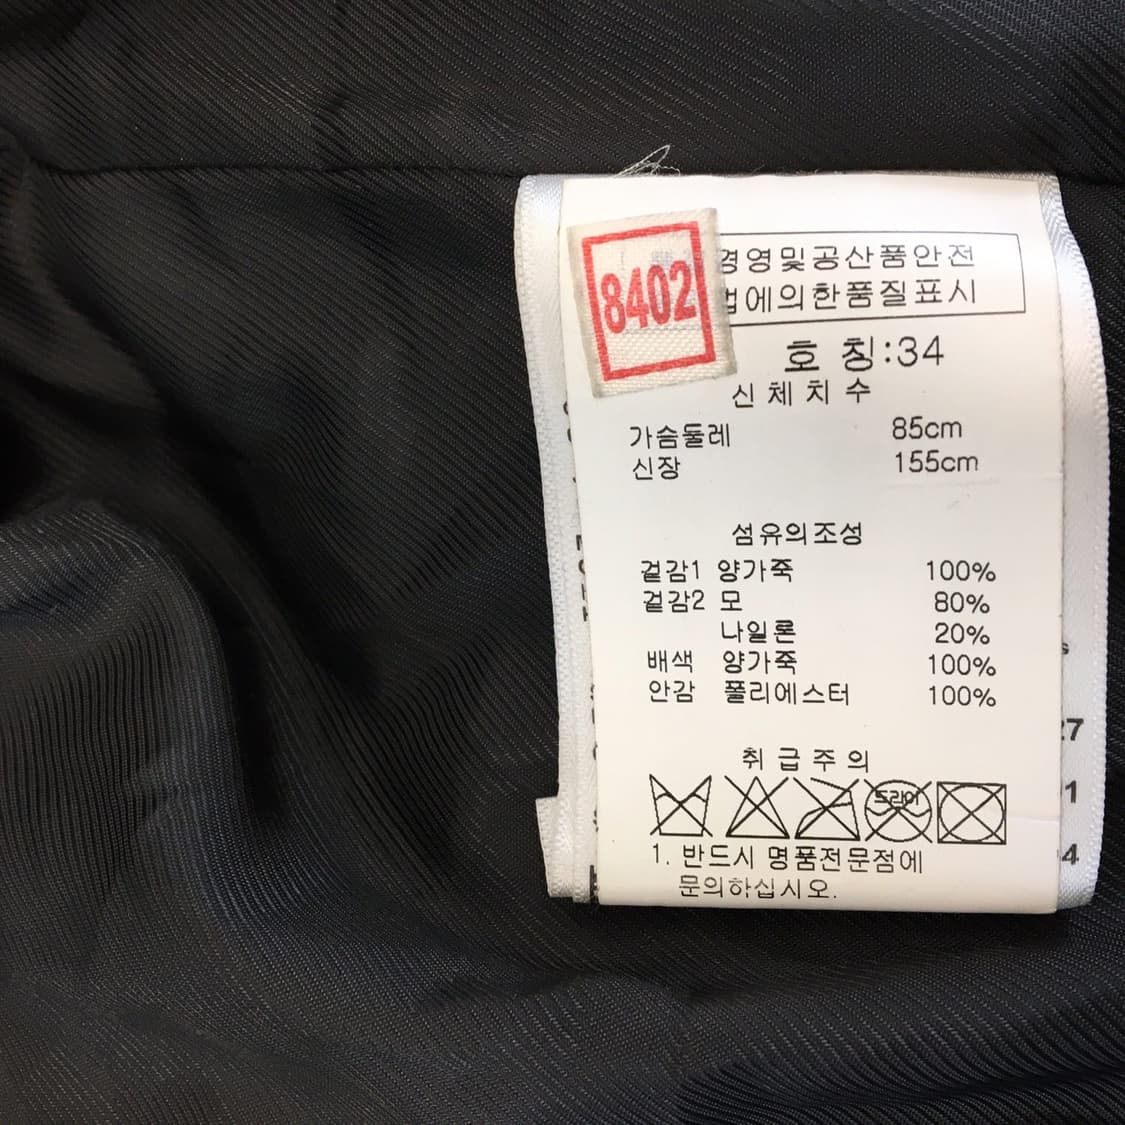 8402
경영및공산품안전
법에의한품질표시
호 칭:34
신 체 치 수
가슴둘레 85cm
신장 155cm
섬유의조성
겉감1 양가죽 100%
겉감2 모 80%
나일론 20%
배색 양가죽 100%
안감 폴리에스터 100%
취 급 주 의
드라이
1. 반드시 명품전문점에
문의하십시오.